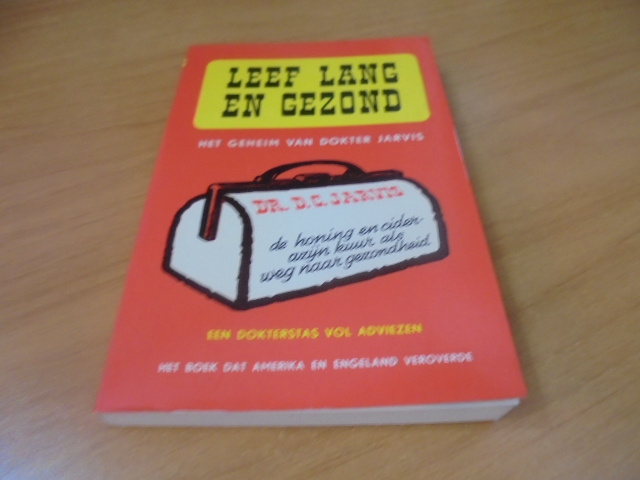 LEEF LANG
EN GEZOND
HET GEHEIM VAN DOKTER JARVIS
DR. D.C. JARVIS
de honing en cider-
azijn kuur als
weg naar gezondheid
EEN DOKTERSTAS VOL ADVIEZEN
HET BOEK DAT AMERIKA EN ENGELAND VEROVERDE